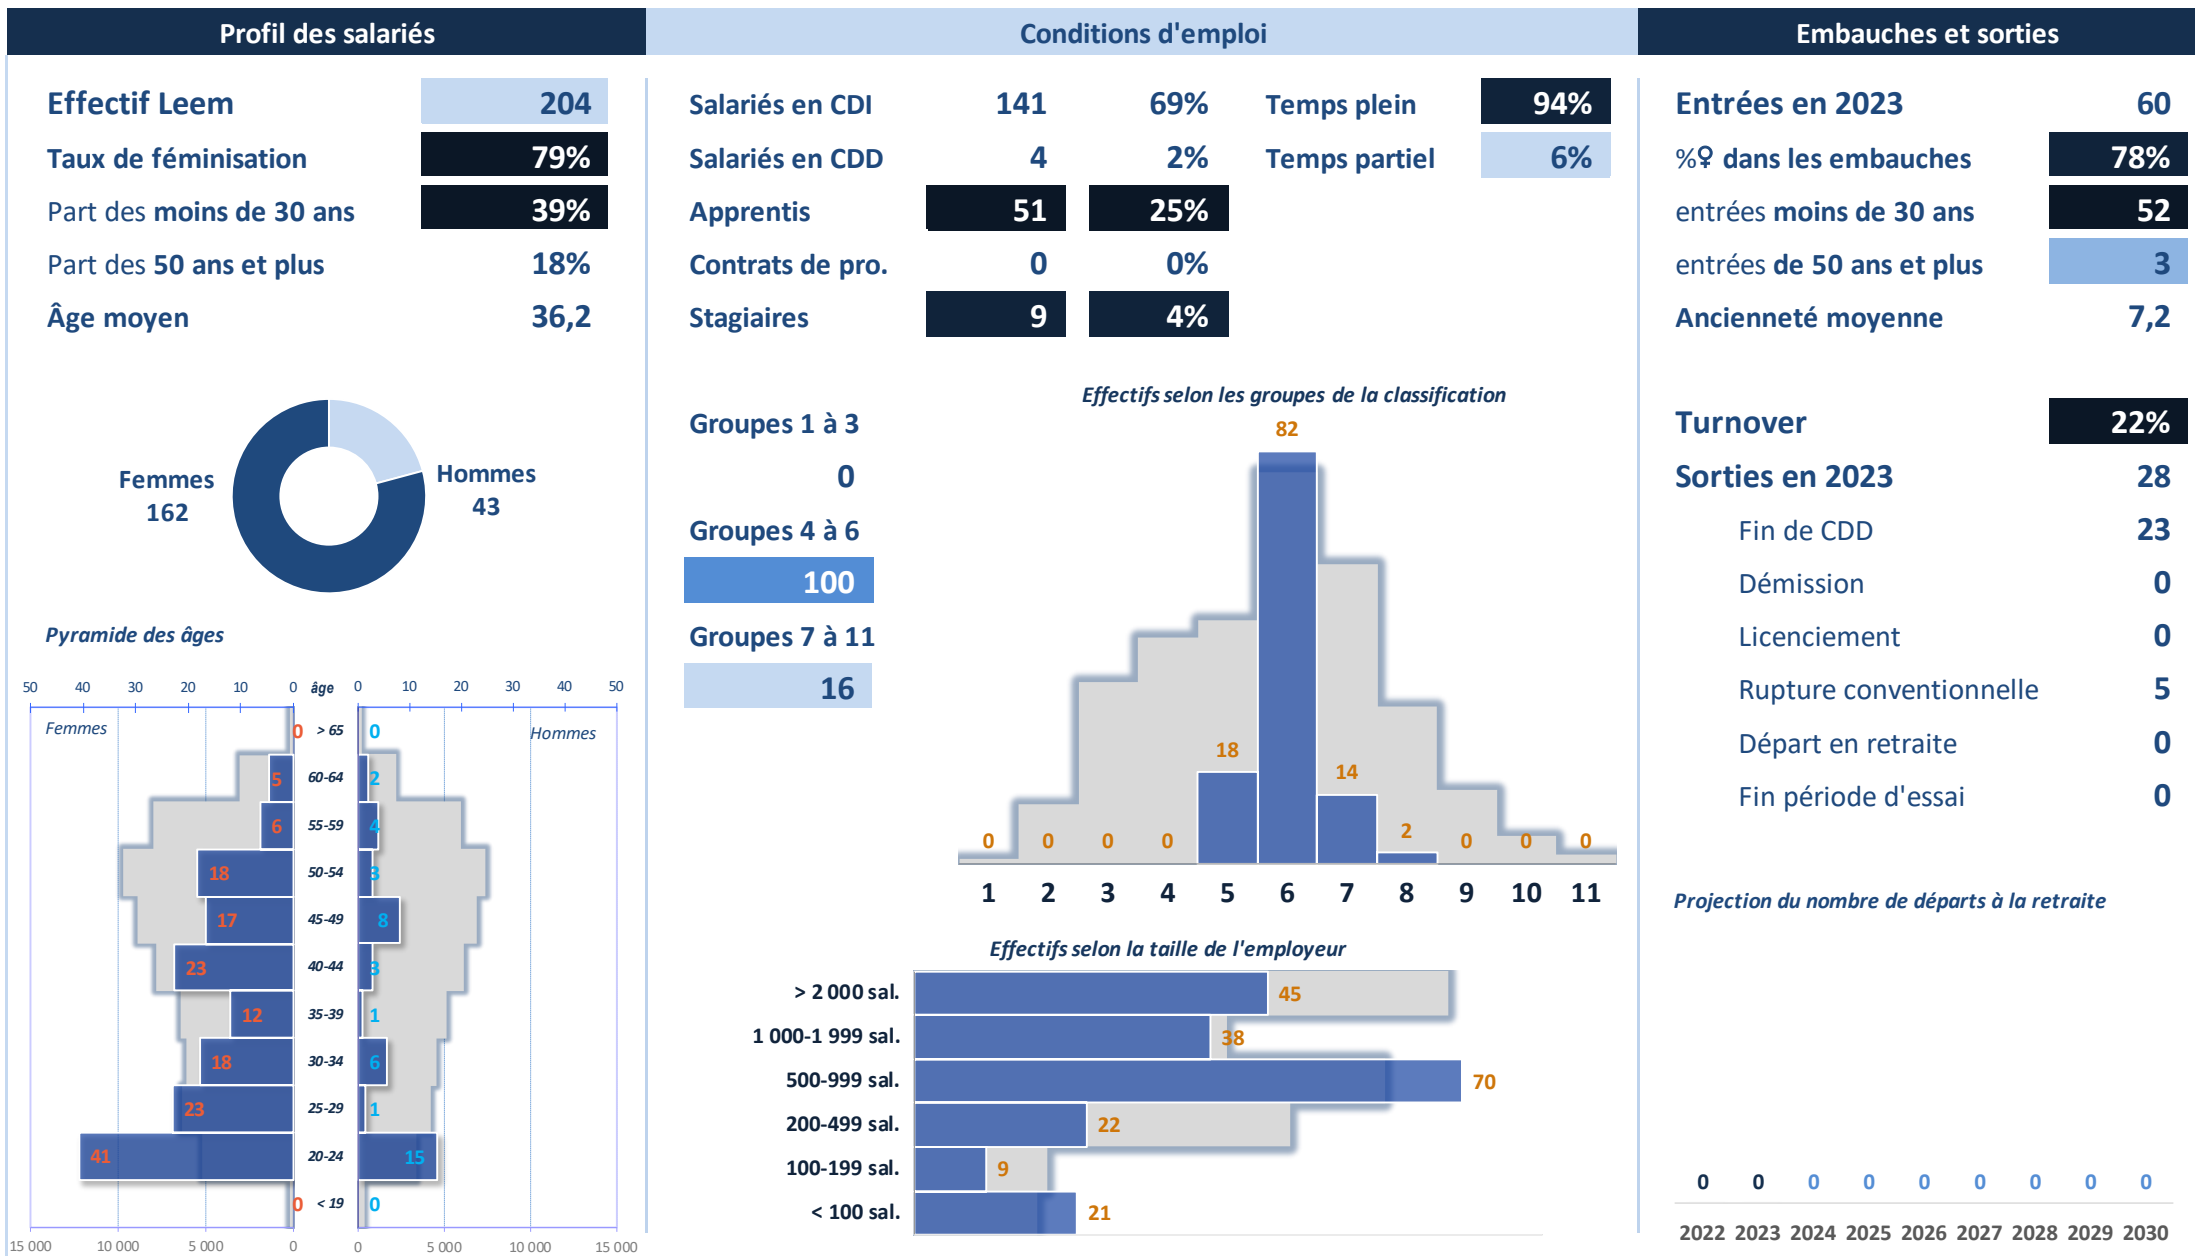 Profil des salariés
Effectif Leem 204
Taux de féminisation 79%
Part des moins de 30 ans 39%
Part des 50 ans et plus 18%
Âge moyen 36,2
Femmes
162
Hommes
43
Pyramide des âges
50 40 30 20 10 0 âge 0 10 20 30 40 50
Femmes Hommes
0 > 65 0
5 60-64 2
6 55-59 4
18 50-54 3
17 45-49 8
23 40-44 3
12 35-39 1
18 30-34 6
23 25-29 1
41 20-24 15
0 < 19 0
15 000 10 000 5 000 0 0 5 000 10 000 15 000
Conditions d'emploi
Salariés en CDI 141 69% Temps plein 94%
Salariés en CDD 4 2% Temps partiel 6%
Apprentis 51 25%
Contrats de pro. 0 0%
Stagiaires 9 4%
Groupes 1 à 3
0
Groupes 4 à 6
100
Groupes 7 à 11
16
Effectifs selon les groupes de la classification
0 0 0 0 18 82 14 2 0 0 0
1 2 3 4 5 6 7 8 9 10 11
Effectifs selon la taille de l'employeur
> 2 000 sal. 45
1 000-1 999 sal. 38
500-999 sal. 70
200-499 sal. 22
100-199 sal. 9
< 100 sal. 21
Embauches et sorties
Entrées en 2023 60
%♀ dans les embauches 78%
entrées moins de 30 ans 52
entrées de 50 ans et plus 3
Ancienneté moyenne 7,2
Turnover 22%
Sorties en 2023 28
Fin de CDD 23
Démission 0
Licenciement 0
Rupture conventionnelle 5
Départ en retraite 0
Fin période d'essai 0
Projection du nombre de départs à la retraite
0 0 0 0 0 0 0 0 0
2022 2023 2024 2025 2026 2027 2028 2029 2030